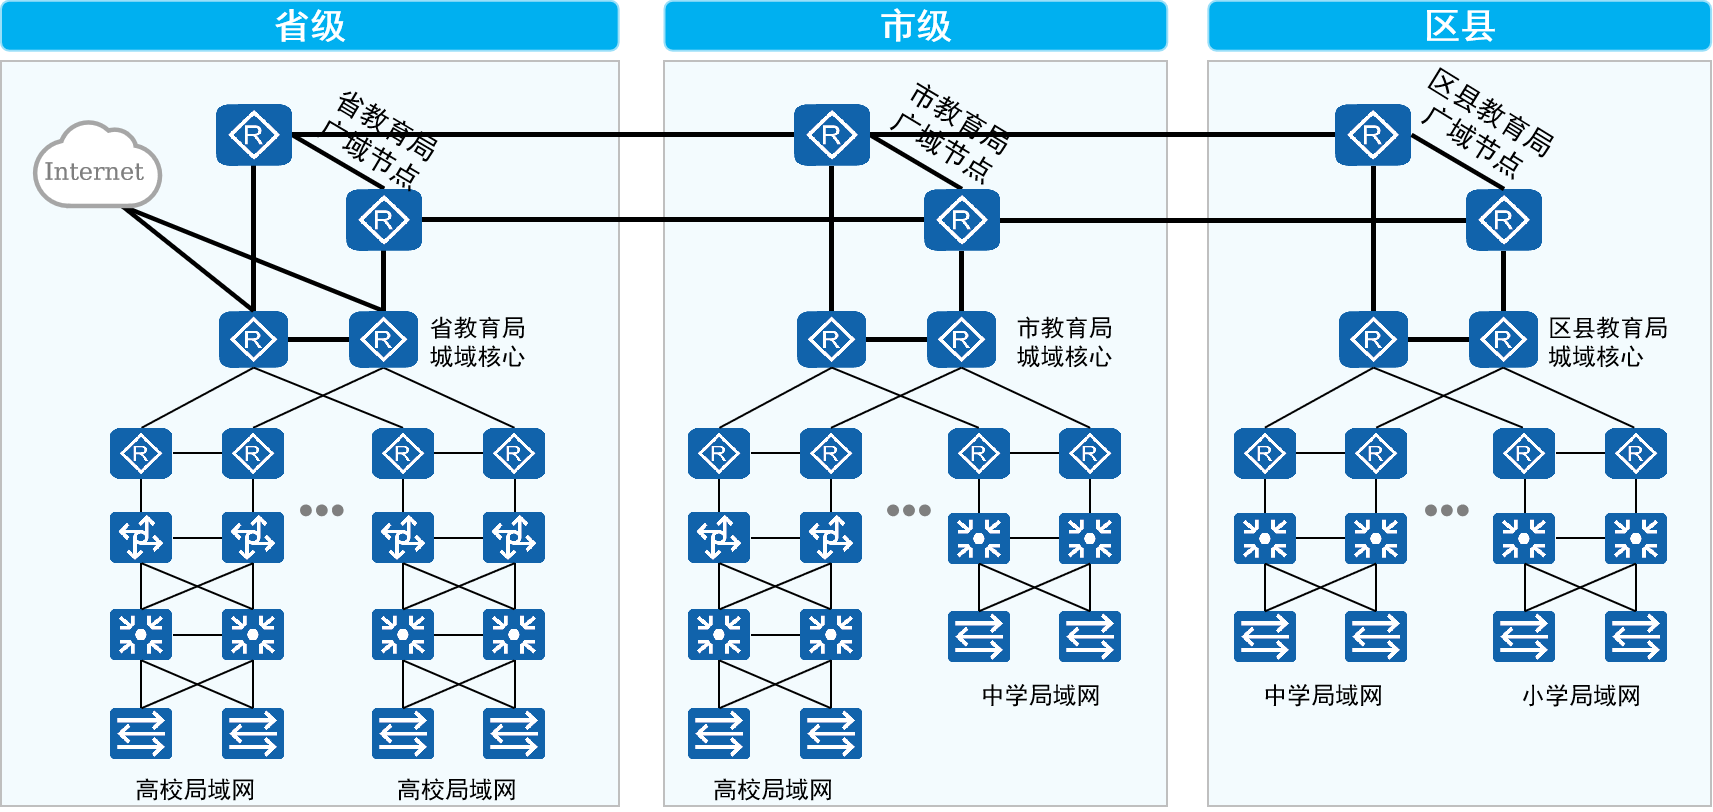 省级
市级
区县
省教育局
广域节点
市教育局
广域节点
区县教育局
广域节点
Internet
R
R
R
R
R
R
R
R
省教育局
城域核心
R
R
市教育局
城域核心
R
R
区县教育局
城域核心
R
R
R
R
R
R
R
R
R
R
R
R
中学局域网
中学局域网
小学局域网
高校局域网
高校局域网
高校局域网